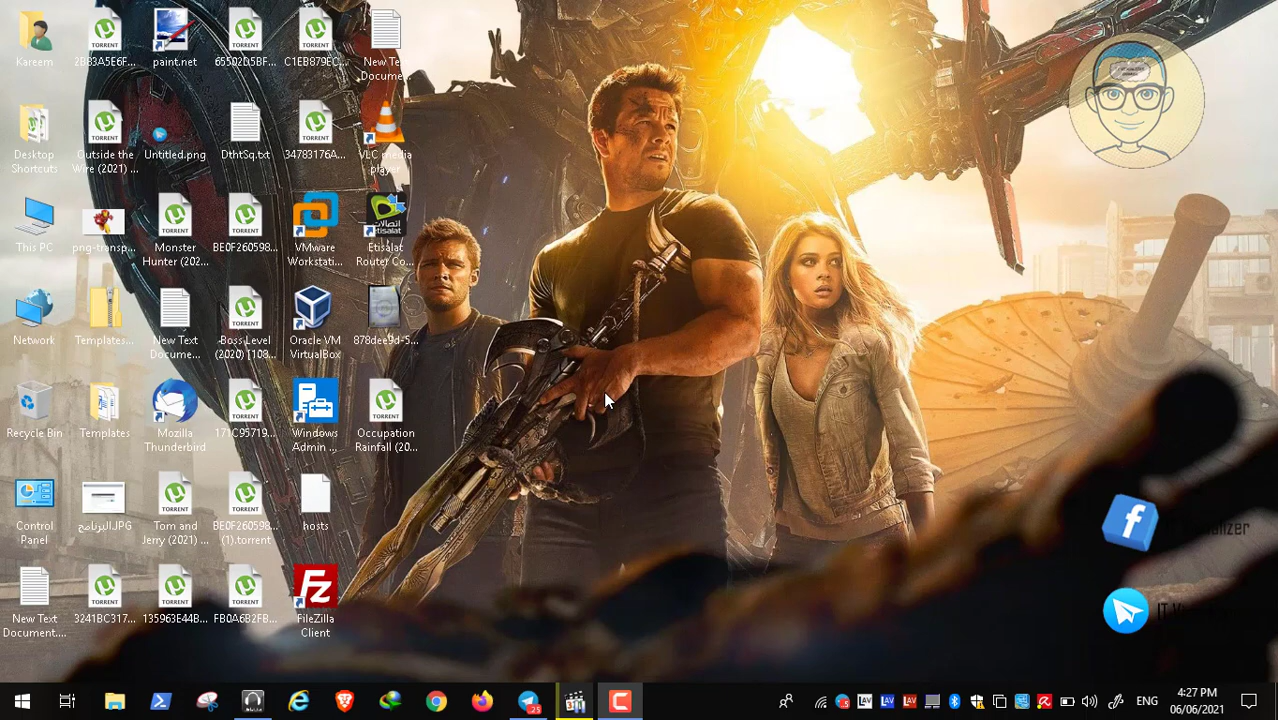 Kareem
2BB3A5E6F...
paint.net
65502D5BF...
C1EB879EC...
New Text
Docume...
Desktop
Shortcuts
Outside the
Wire (2021) ...
Untitled.png
DthtSq.txt
34783176A...
VLC media
player
This PC
png-transp...
Monster
Hunter (202...
BE0F260598...
VMware
Workstati...
Etisalat
Router Co...
Network
Templates...
New Text
Docume...
Boss Level
(2020) [108...
Oracle VM
VirtualBox
878dee9d-5...
Recycle Bin
Templates
Mozilla
Thunderbird
171C95719...
Windows
Admin ...
Occupation
Rainfall (20...
Control
Panel
البرنامج.JPG
Tom and
Jerry (2021) ...
BE0F260598...
(1).torrent
hosts
New Text
Document....
3241BC317...
135963E44B...
FB0A6B2FB...
FileZilla
Client
ENG
4:27 PM
06/06/2021